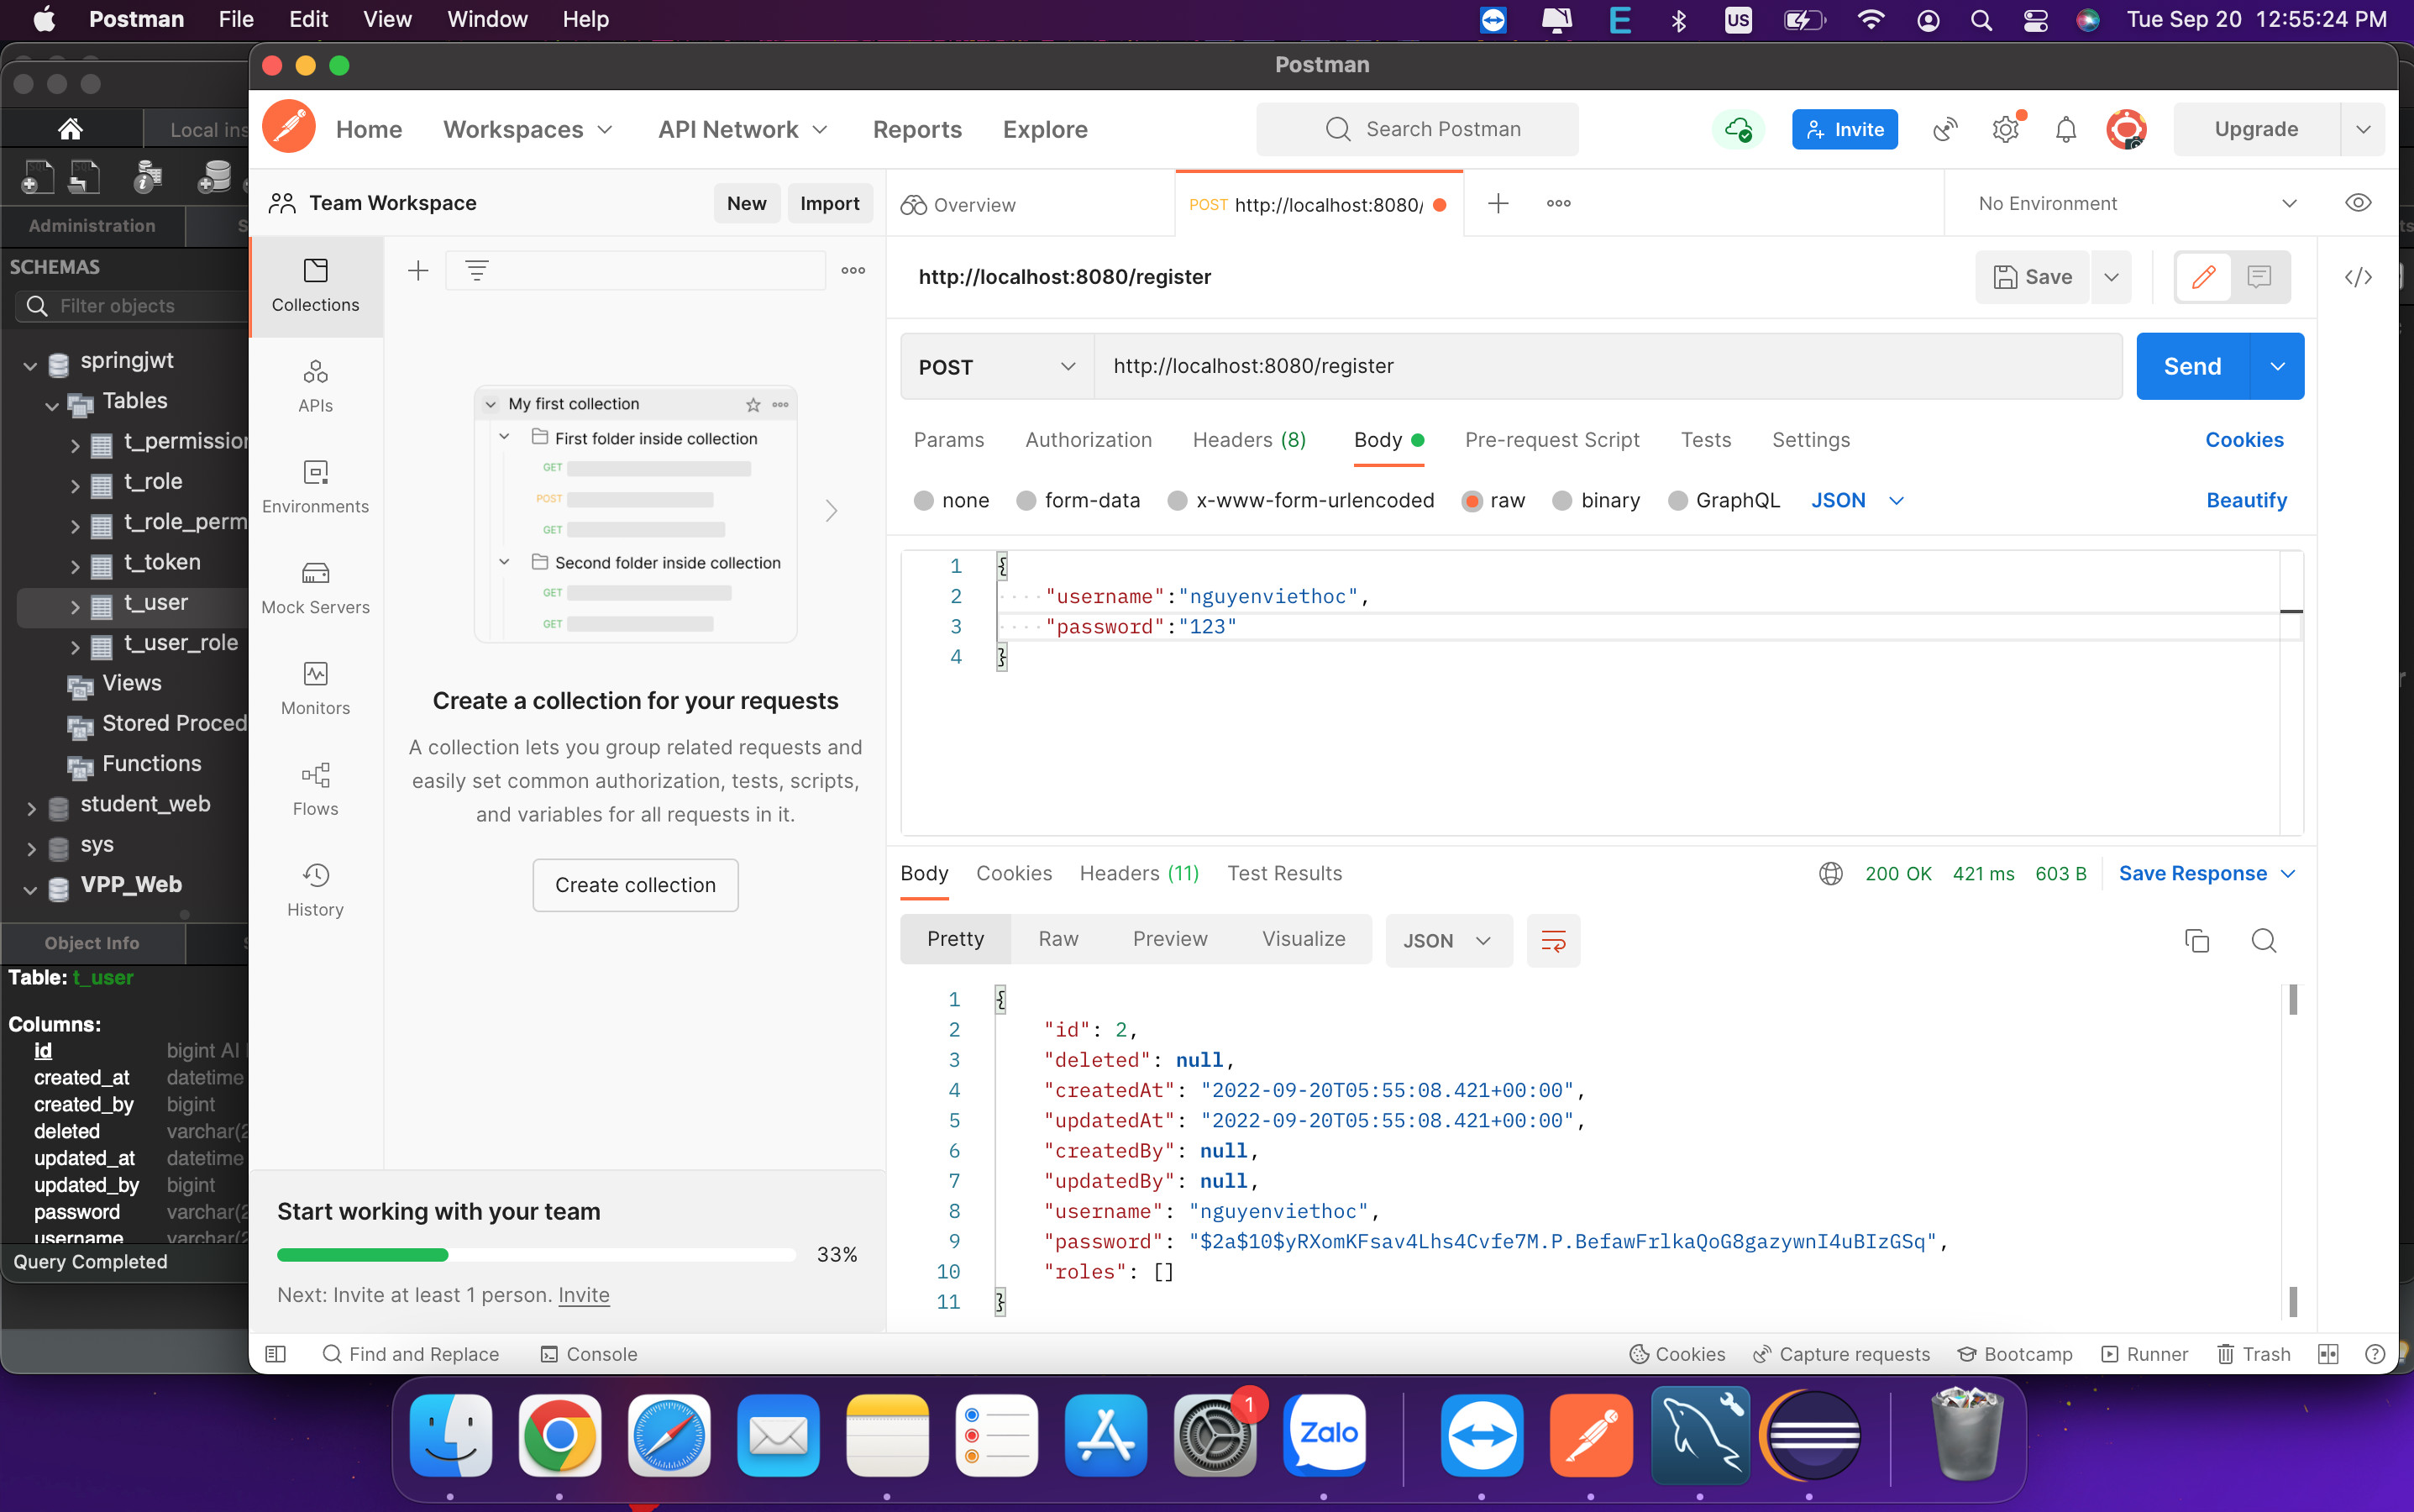 Postman File Edit View Window Help
US Tue Sep 20 12:55:24 PM
Postman
Local ins
Home Workspaces API Network Reports Explore
Search Postman
Invite
Upgrade
Team Workspace New Import
Overview
POST http://localhost:8080/
No Environment
Administration
SCHEMAS
Filter objects
springjwt
Tables
t_permission
t_role
t_role_perm
t_token
t_user
t_user_role
Views
Stored Proced
Functions
student_web
sys
VPP_Web
Object Info
Table: t_user
Columns:
id bigint AI
created_at datetime
created_by bigint
deleted varchar(2
updated_at datetime
updated_by bigint
password varchar(2
username varchar(2
Query Completed
Collections
APIs
Environments
Mock Servers
Monitors
Flows
History
My first collection
First folder inside collection
GET
POST
GET
Second folder inside collection
GET
GET
Create a collection for your requests
A collection lets you group related requests and
easily set common authorization, tests, scripts,
and variables for all requests in it.
Create collection
Start working with your team
33%
Next: Invite at least 1 person. Invite
http://localhost:8080/register
Save
POST http://localhost:8080/register
Send
Params Authorization Headers (8) Body Pre-request Script Tests Settings Cookies
none form-data x-www-form-urlencoded raw binary GraphQL JSON Beautify
1 {
2 "username":"nguyenviethoc",
3 "password":"123"
4 }
Body Cookies Headers (11) Test Results
200 OK 421 ms 603 B Save Response
Pretty Raw Preview Visualize JSON
1 {
2 "id": 2,
3 "deleted": null,
4 "createdAt": "2022-09-20T05:55:08.421+00:00",
5 "updatedAt": "2022-09-20T05:55:08.421+00:00",
6 "createdBy": null,
7 "updatedBy": null,
8 "username": "nguyenviethoc",
9 "password": "$2a$10$yRXomKFsav4Lhs4Cvfe7M.P.BefawFrlkaQoG8gazywnI4uBIzGSq",
10 "roles": []
11 }
Find and Replace Console
Cookies Capture requests Bootcamp Runner Trash
1
Zalo